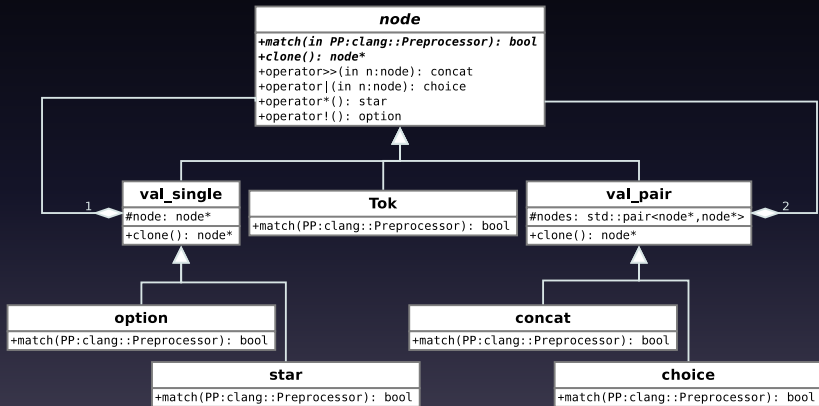 node
+match(in PP:clang::Preprocessor): bool
+clone(): node*
+operator>>(in n:node): concat
+operator|(in n:node): choice
+operator*(): star
+operator!(): option
1
val_single
#node: node*
+clone(): node*
Tok
+match(PP:clang::Preprocessor): bool
val_pair
#nodes: std::pair<node*,node*>
+clone(): node*
2
option
+match(PP:clang::Preprocessor): bool
concat
+match(PP:clang::Preprocessor): bool
star
+match(PP:clang::Preprocessor): bool
choice
+match(PP:clang::Preprocessor): bool